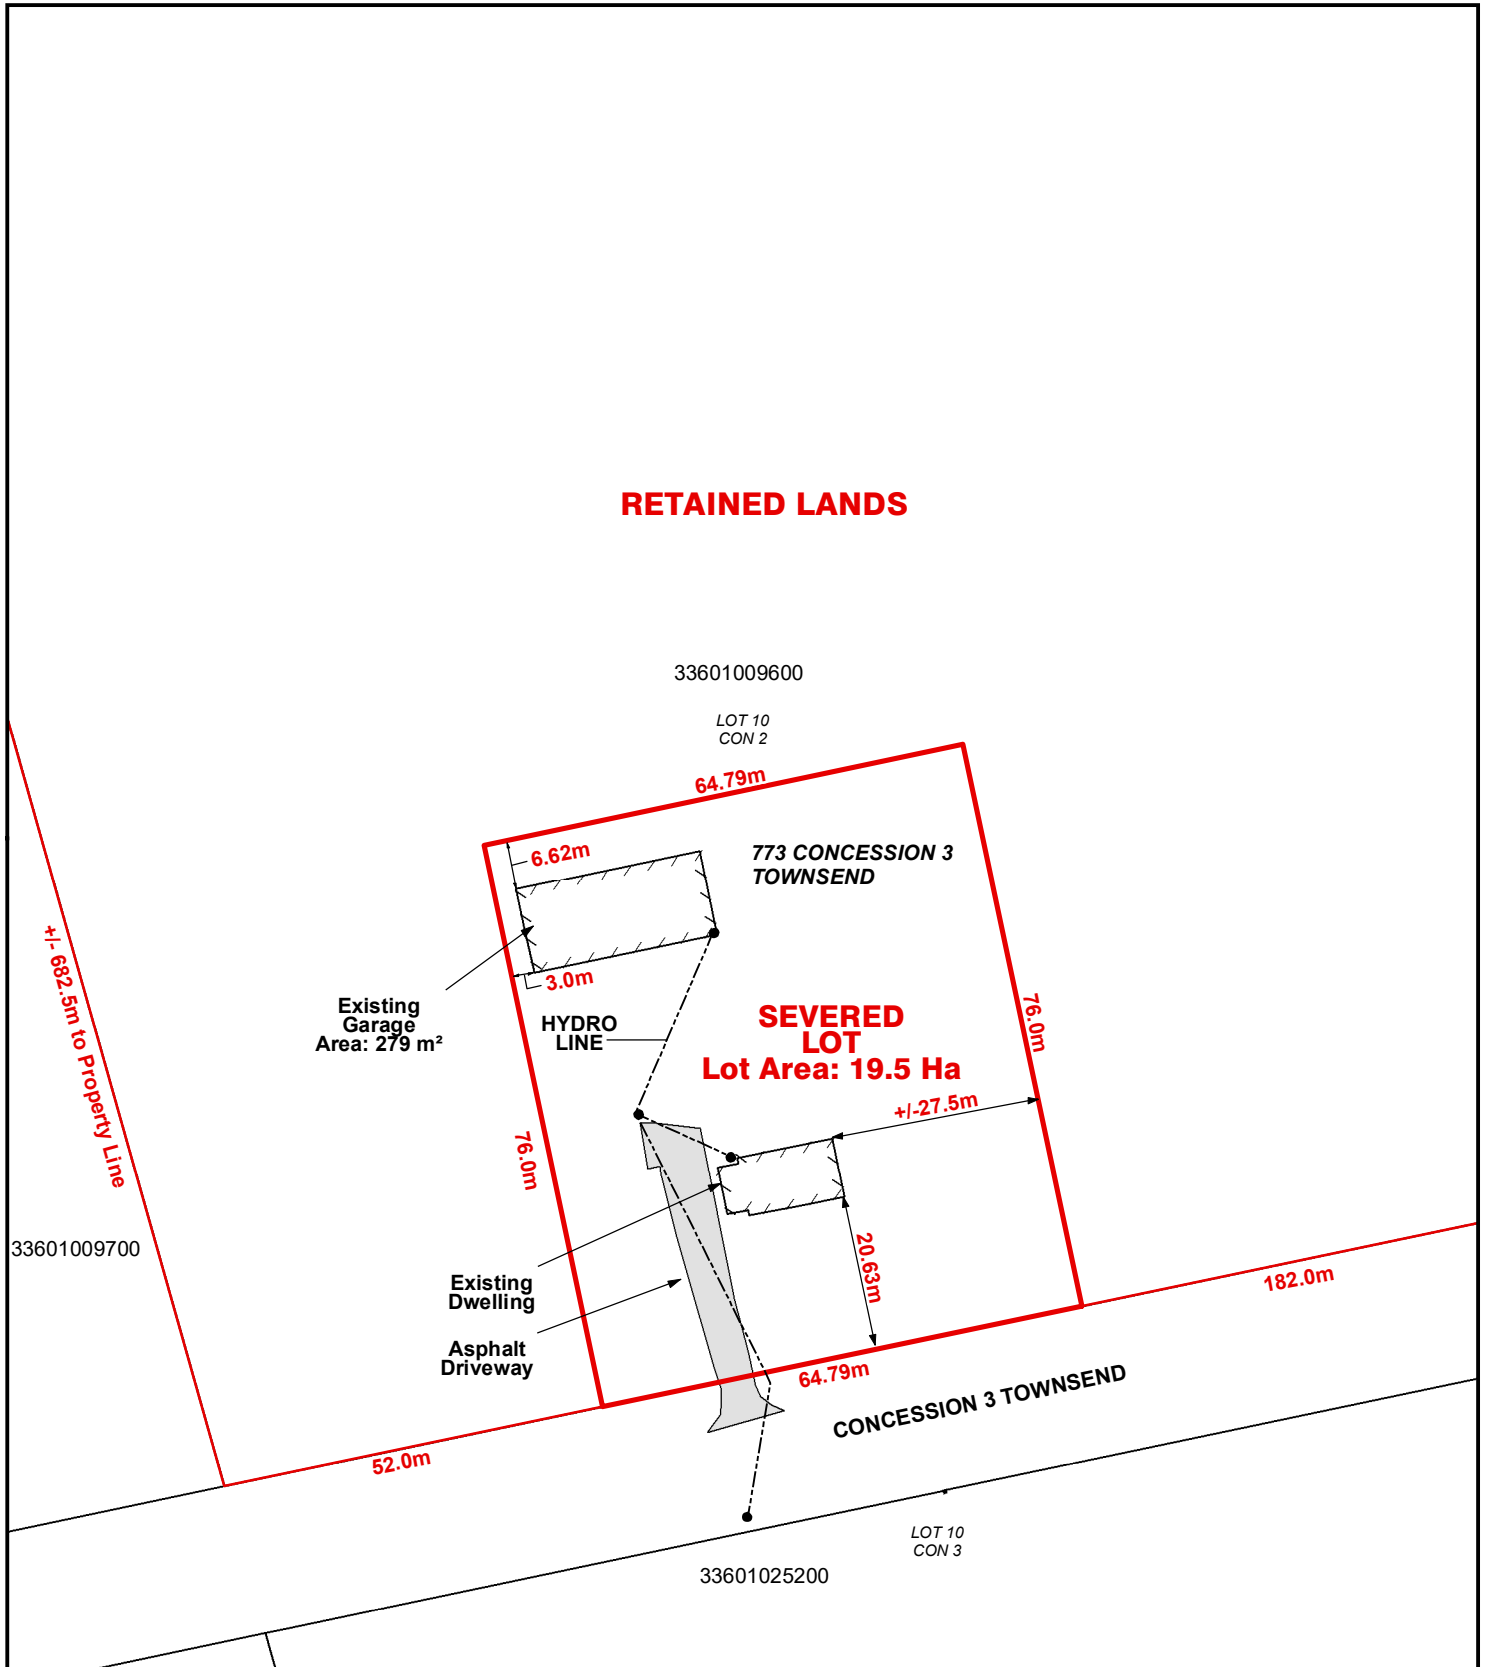 RETAINED LANDS
33601009600
LOT 10
CON 2
64.79m
6.62m
773 CONCESSION 3
TOWNSEND
+/- 682.5m to Property Line
3.0m
Existing
Garage
Area: 279 m²
HYDRO
LINE
SEVERED
LOT
Lot Area: 19.5 Ha
76.0m
+/-27.5m
76.0m
33601009700
20.63m
Existing
Dwelling
182.0m
Asphalt
Driveway
64.79m
CONCESSION 3 TOWNSEND
52.0m
LOT 10
CON 3
33601025200